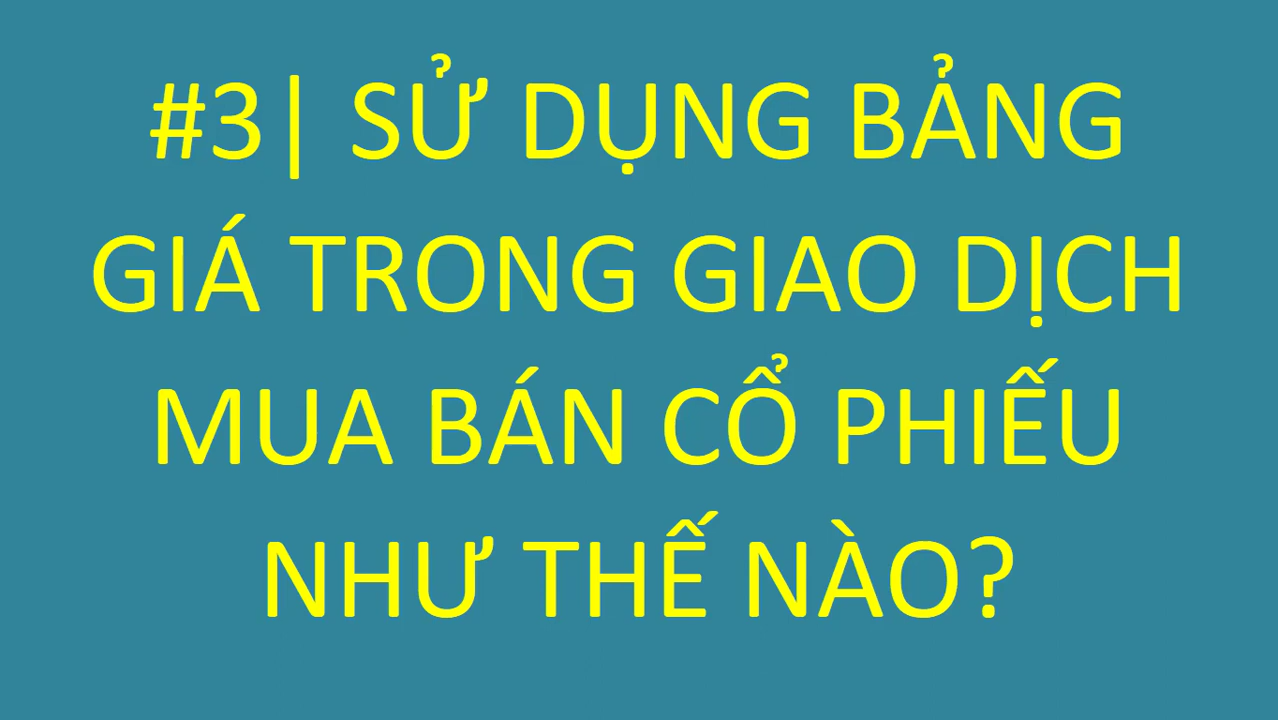 #3| SỬ DỤNG BẢNG
GIÁ TRONG GIAO DỊCH
MUA BÁN CỔ PHIẾU
NHƯ THẾ NÀO?